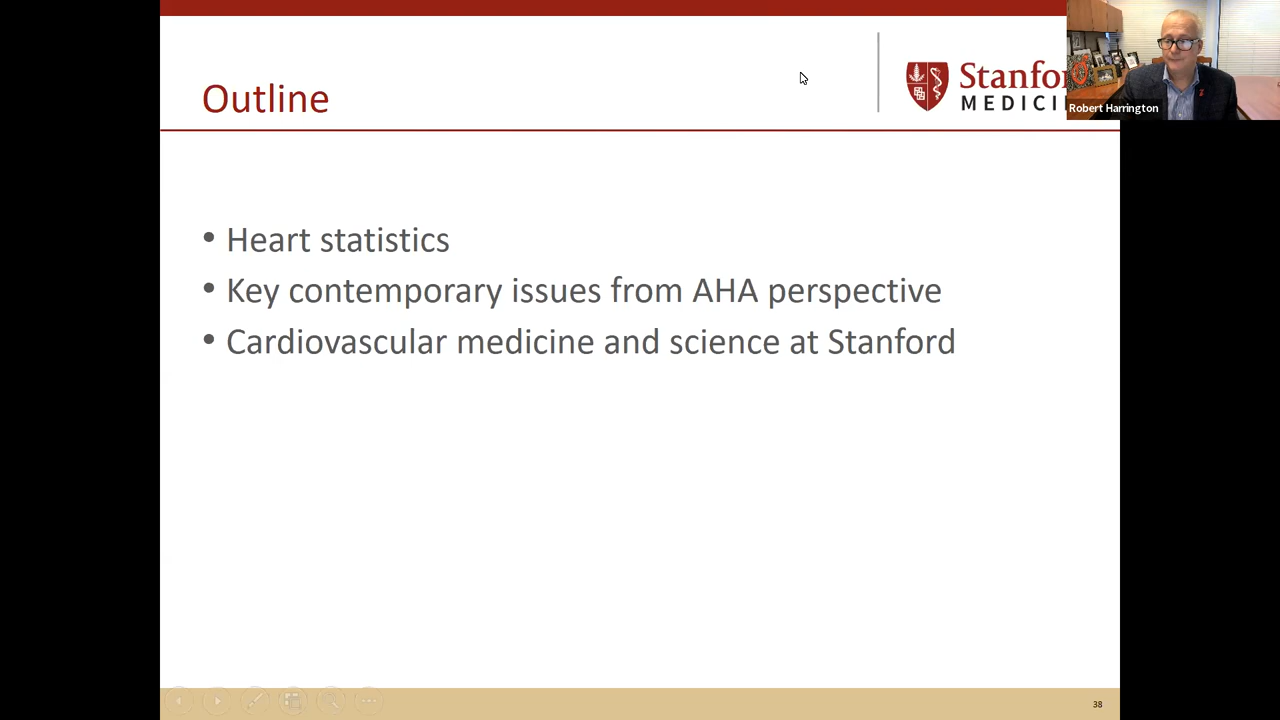 Outline
Stanfor
MEDICI
Robert Harrington
• Heart statistics
• Key contemporary issues from AHA perspective
• Cardiovascular medicine and science at Stanford
38